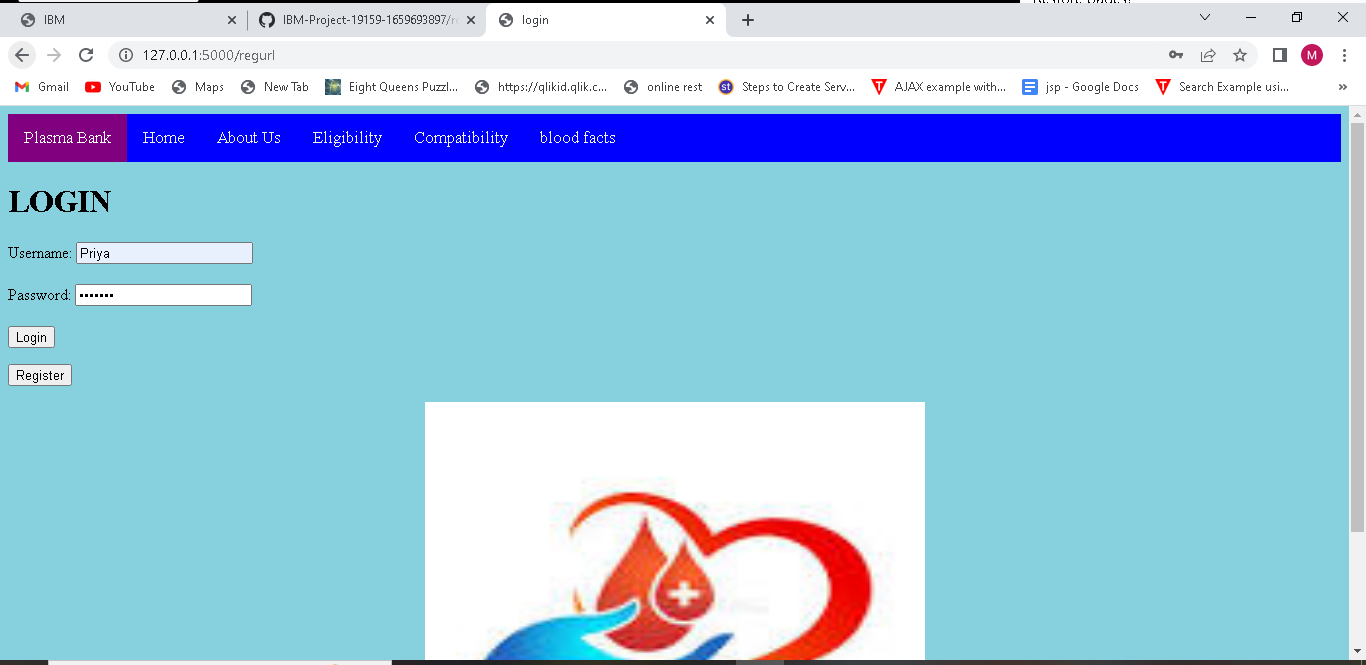 IBM
IBM-Project-19159-1659693897/r
login
127.0.0.1:5000/regurl
M
Gmail
YouTube
Maps
New Tab
Eight Queens Puzzl...
https://qlikid.qlik.c...
online rest
st
Steps to Create Serv...
AJAX example with...
jsp - Google Docs
Search Example usi...
»
Plasma Bank
Home
About Us
Eligibility
Compatibility
blood facts
LOGIN
Username: Priya
Password: •••••••
Login
Register